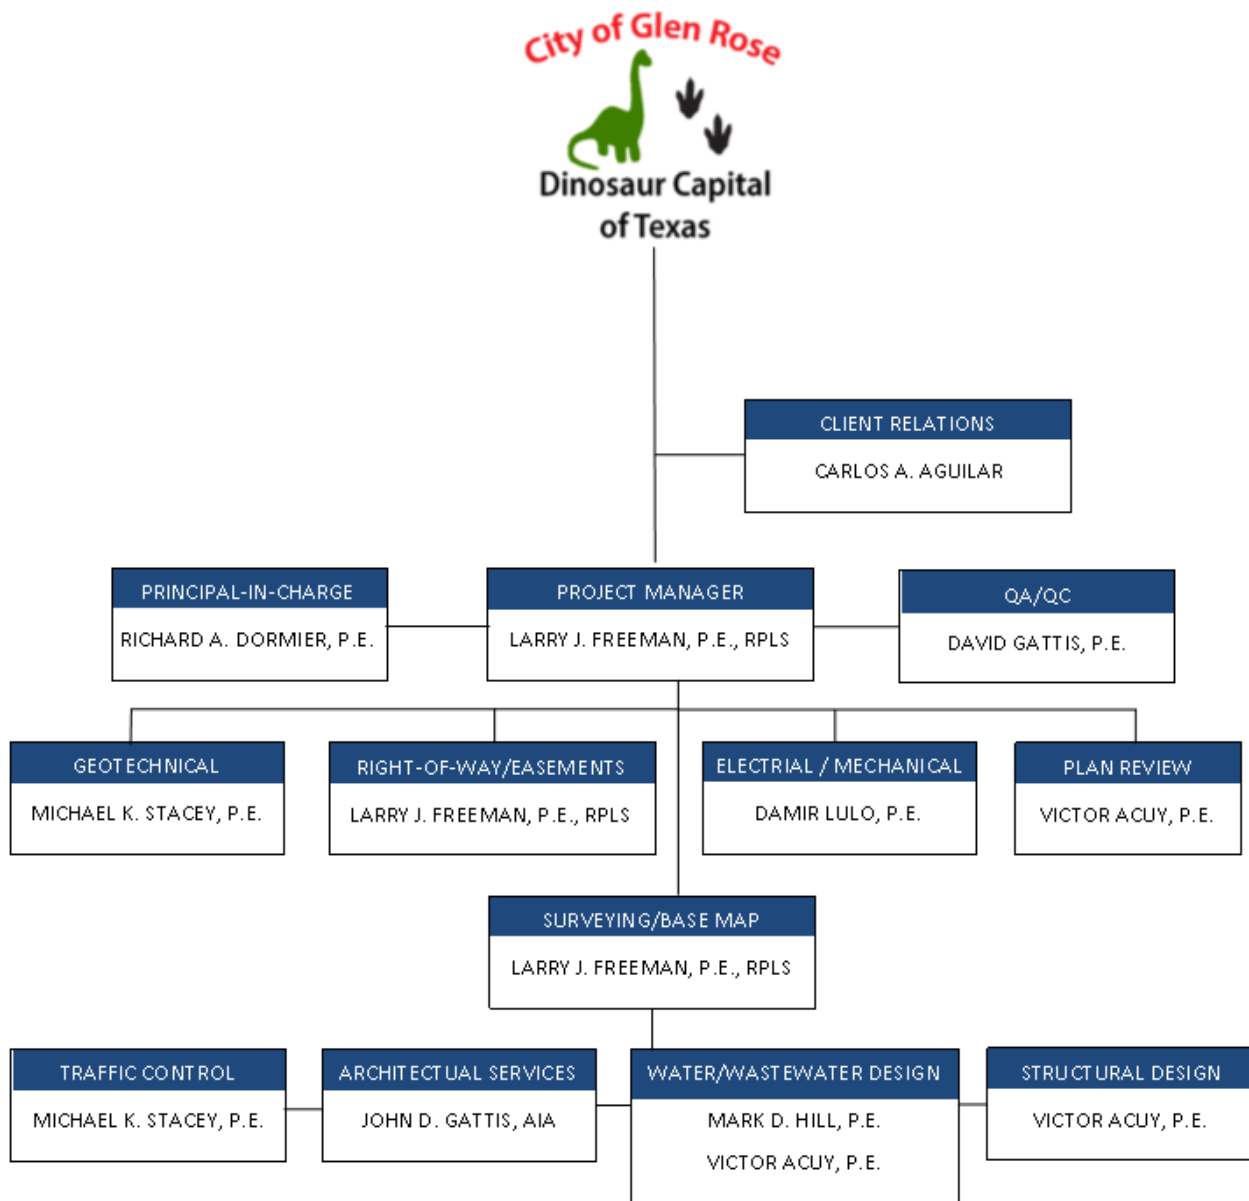 City of Glen Rose
Dinosaur Capital
of Texas
CLIENT RELATIONS
CARLOS A. AGUILAR
PRINCIPAL-IN-CHARGE
RICHARD A. DORMIER, P.E.
PROJECT MANAGER
LARRY J. FREEMAN, P.E., RPLS
QA/QC
DAVID GATTIS, P.E.
GEOTECHNICAL
MICHAEL K. STACEY, P.E.
RIGHT-OF-WAY/EASEMENTS
LARRY J. FREEMAN, P.E., RPLS
ELECTRIAL / MECHANICAL
DAMIR LULO, P.E.
PLAN REVIEW
VICTOR ACUY, P.E.
SURVEYING/BASE MAP
LARRY J. FREEMAN, P.E., RPLS
TRAFFIC CONTROL
MICHAEL K. STACEY, P.E.
ARCHITECTUAL SERVICES
JOHN D. GATTIS, AIA
WATER/WASTEWATER DESIGN
MARK D. HILL, P.E.
VICTOR ACUY, P.E.
STRUCTURAL DESIGN
VICTOR ACUY, P.E.